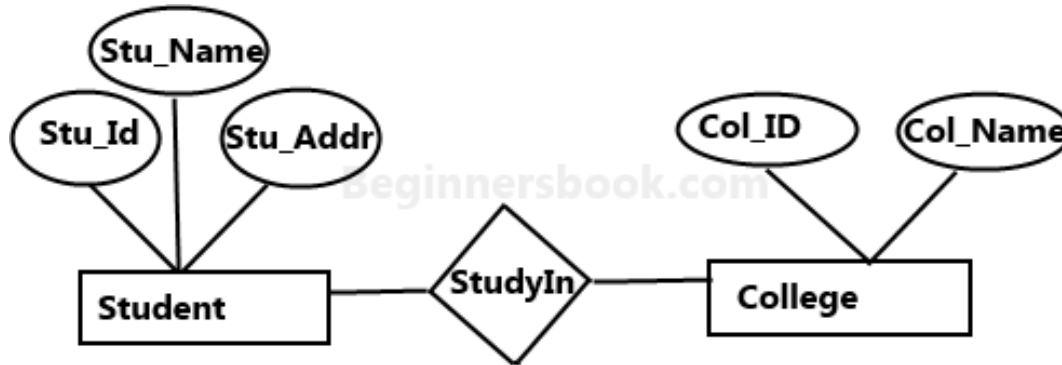 Stu_Name
Stu_Id
Stu_Addr
Col_ID
Col_Name
Beginnersbook.com
Student
StudyIn
College